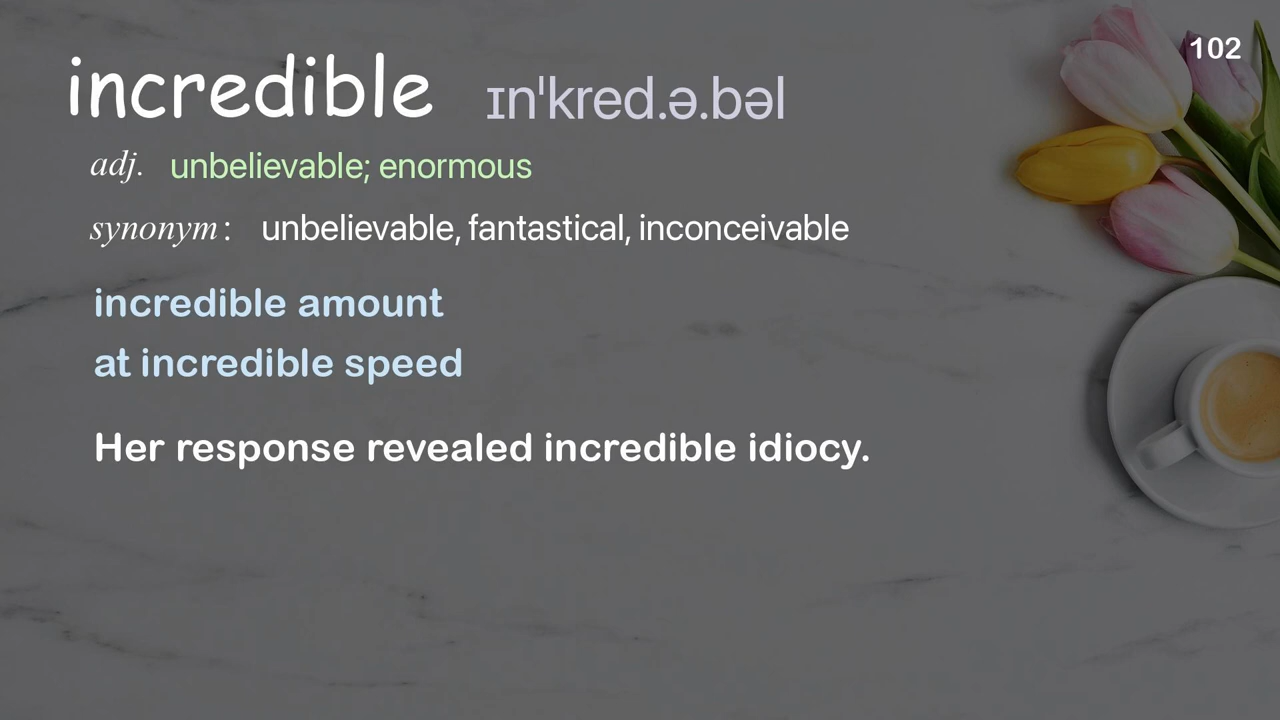 102
incredible ɪnˈkred.ə.bəl
adj. unbelievable; enormous
synonym: unbelievable, fantastical, inconceivable
incredible amount
at incredible speed
Her response revealed incredible idiocy.